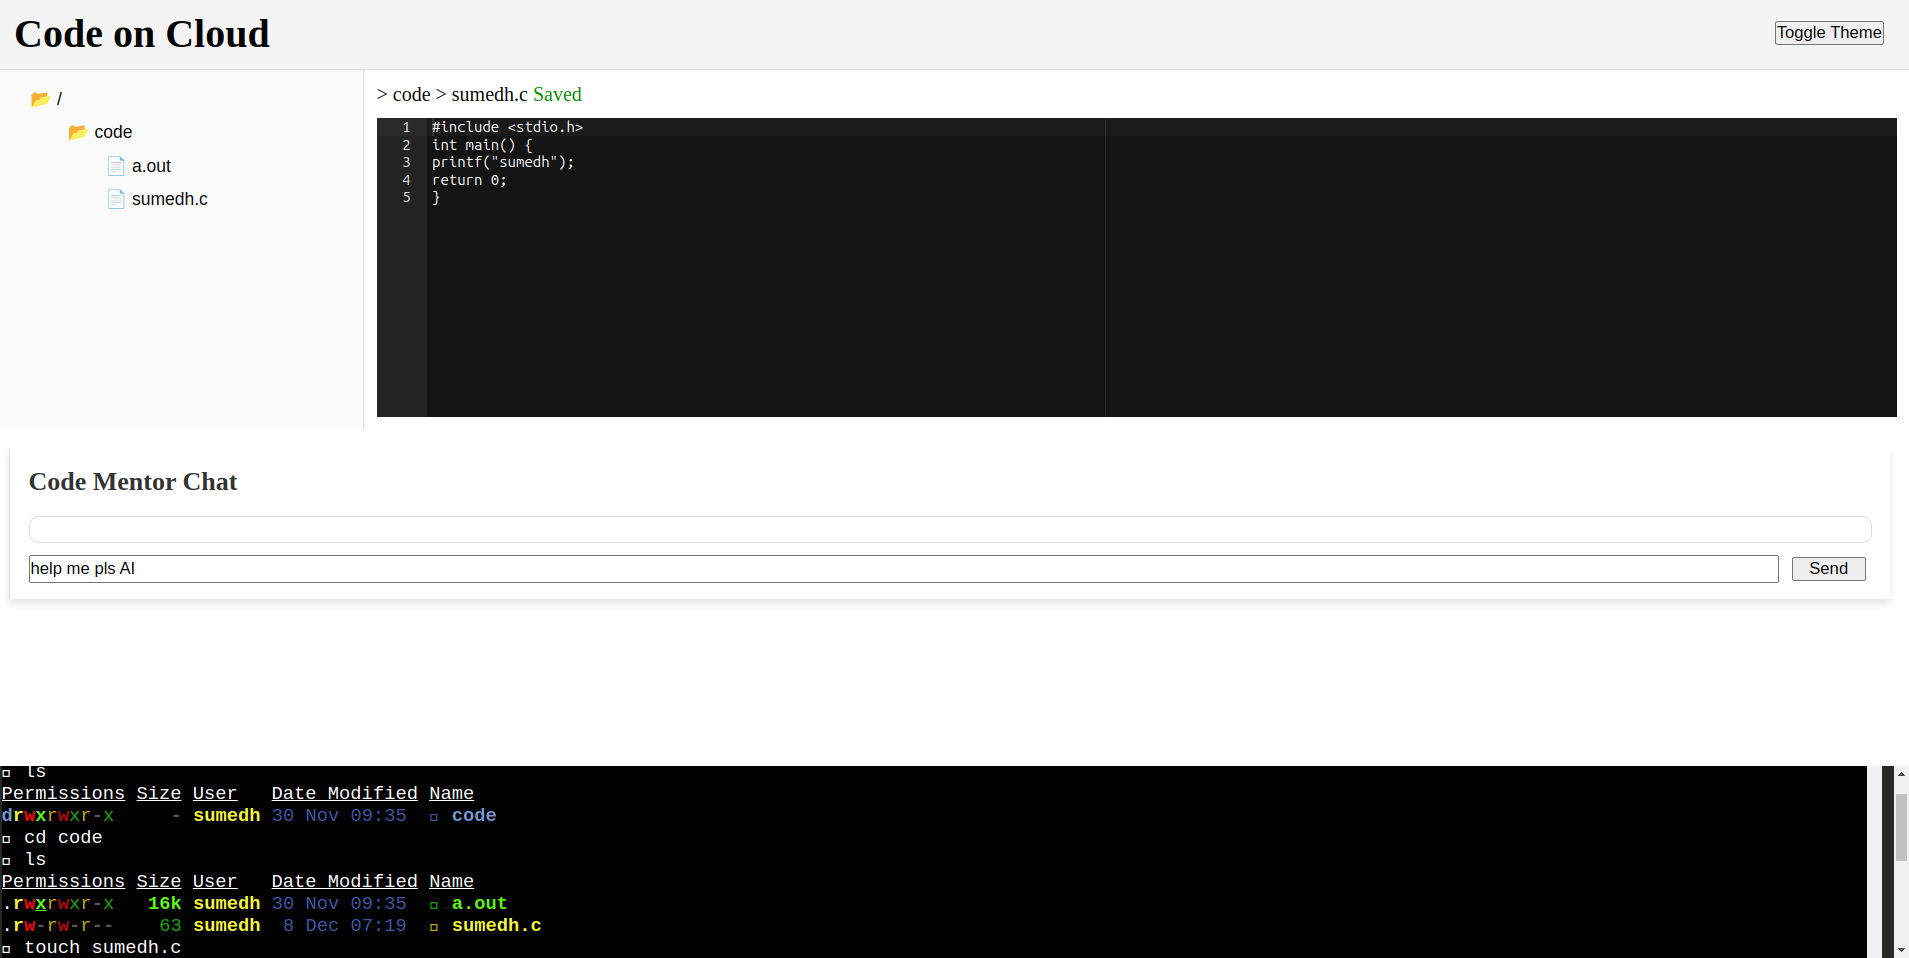 Code on Cloud
Toggle Theme
/
code
a.out
sumedh.c
> code > sumedh.c Saved
1 #include <stdio.h>
2 int main() {
3 printf("sumedh");
4 return 0;
5 }
Code Mentor Chat
help me pls AI
Send
ls
Permissions Size User Date Modified Name
drwxrwxr-x - sumedh 30 Nov 09:35 code
cd code
ls
Permissions Size User Date Modified Name
.rwxrwxr-x 16k sumedh 30 Nov 09:35 a.out
.rw-rw-r-- 63 sumedh 8 Dec 07:19 sumedh.c
touch sumedh.c